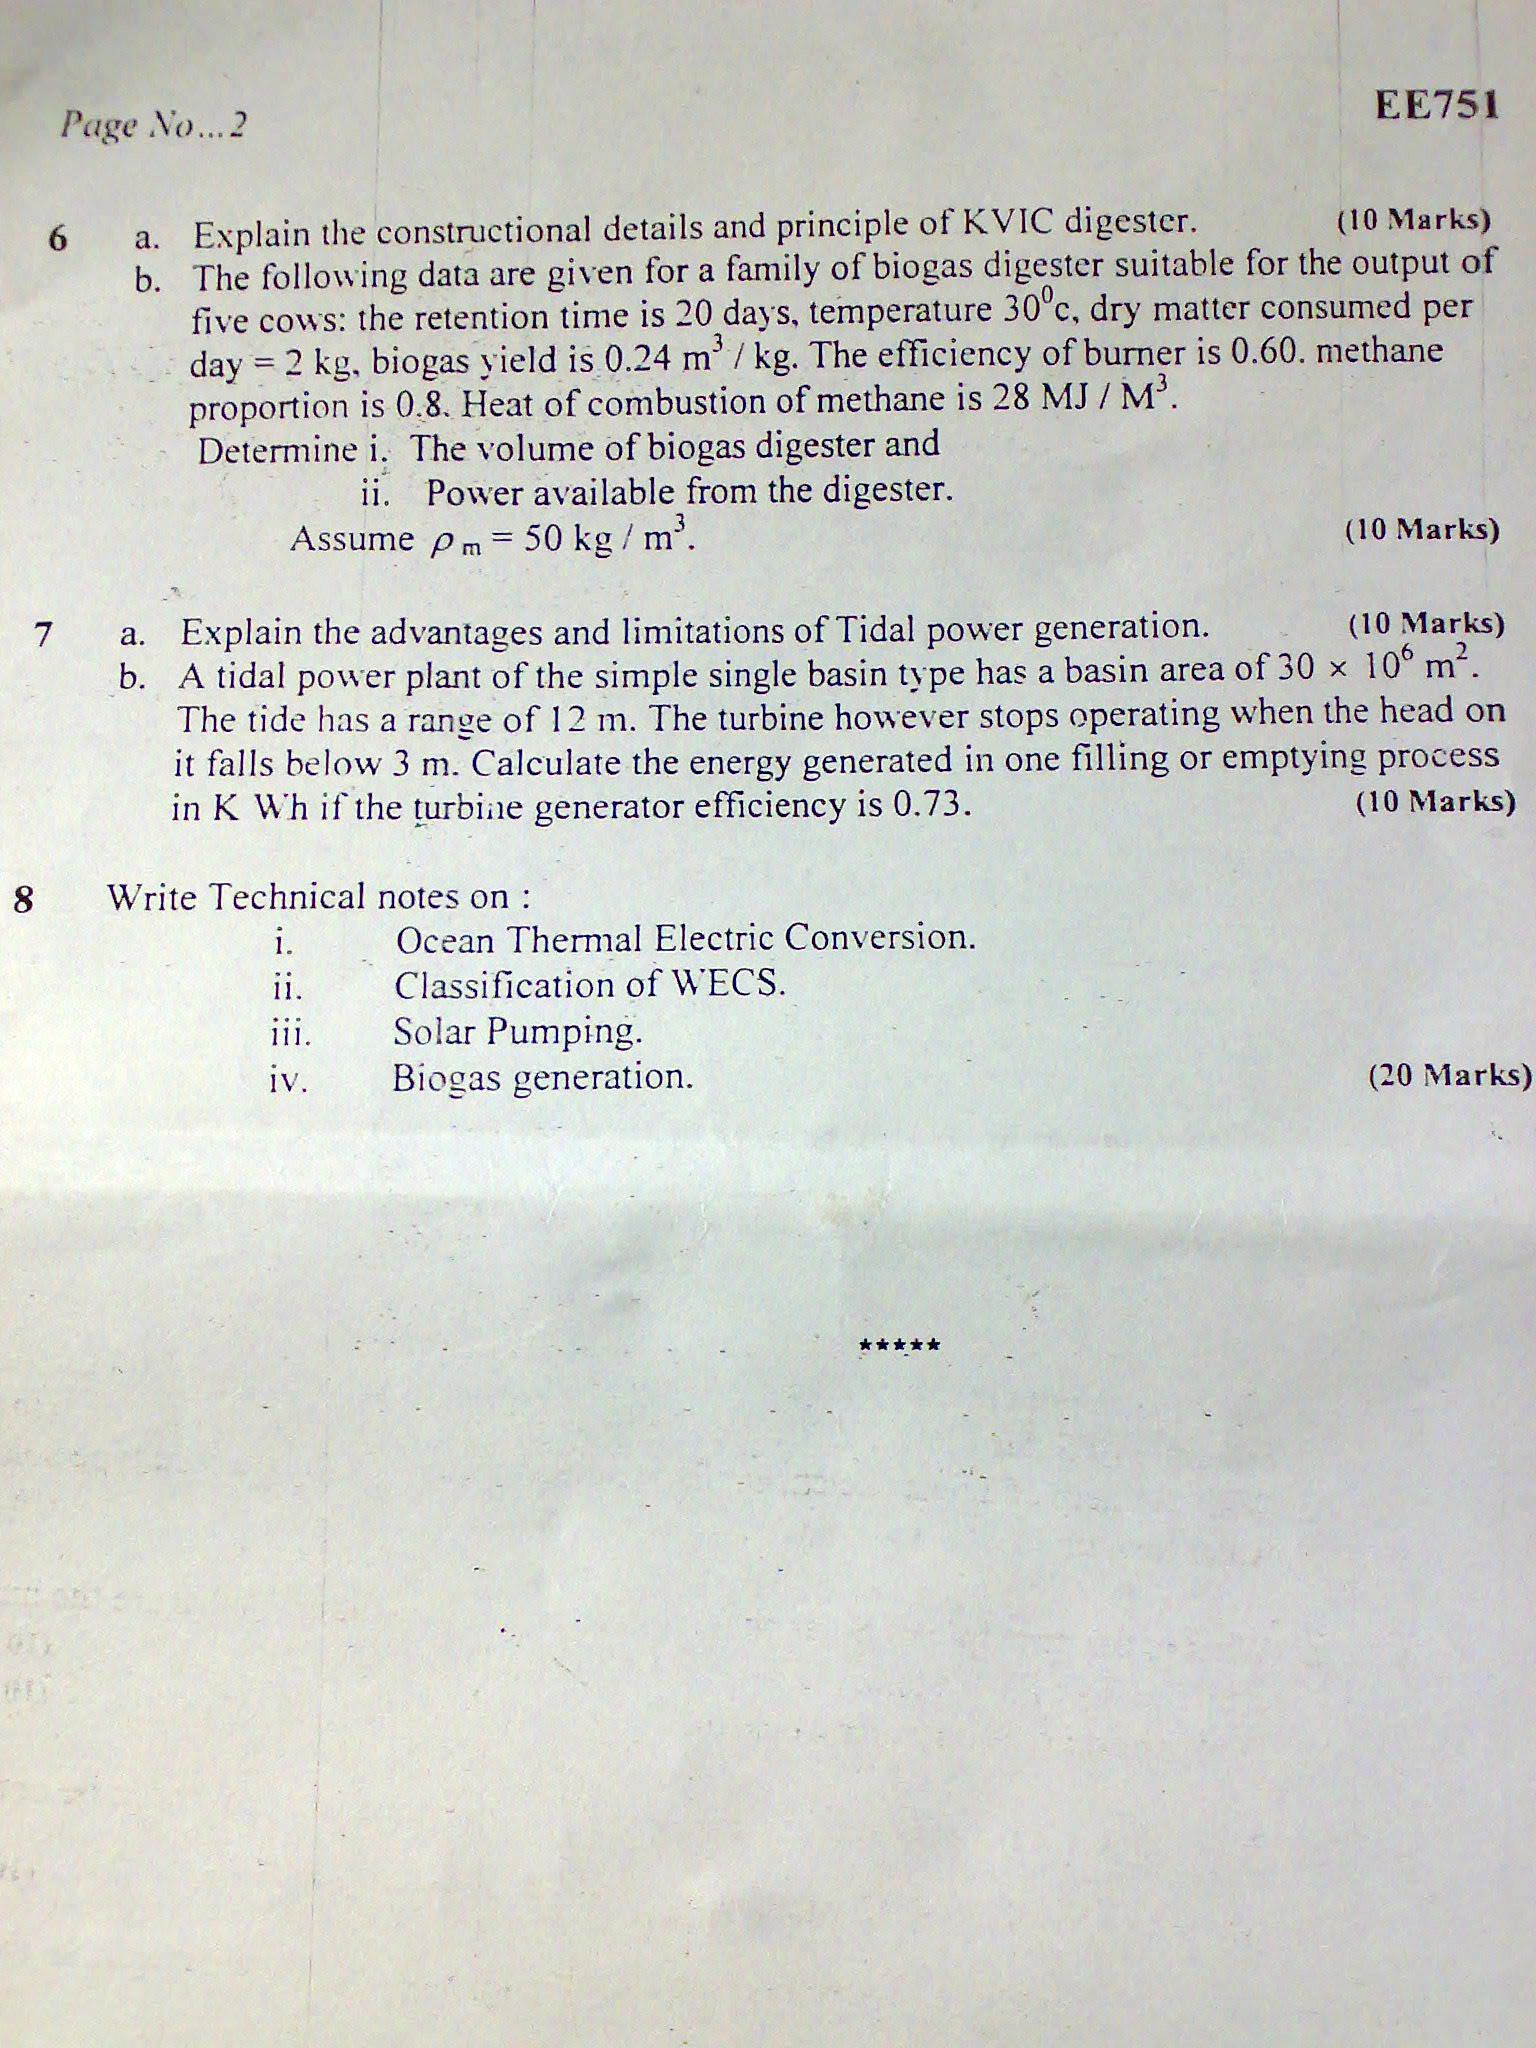 Page No...2
EE751
6 a. Explain the constructional details and principle of KVIC digester. (10 Marks)
b. The following data are given for a family of biogas digester suitable for the output of
five cows: the retention time is 20 days, temperature 30⁰c, dry matter consumed per
day = 2 kg, biogas yield is 0.24 m³ / kg. The efficiency of burner is 0.60. methane
proportion is 0.8. Heat of combustion of methane is 28 MJ / M³.
Determine i. The volume of biogas digester and
ii. Power available from the digester.
Assume ρ m = 50 kg / m³. (10 Marks)
7 a. Explain the advantages and limitations of Tidal power generation. (10 Marks)
b. A tidal power plant of the simple single basin type has a basin area of 30 × 10⁶ m².
The tide has a range of 12 m. The turbine however stops operating when the head on
it falls below 3 m. Calculate the energy generated in one filling or emptying process
in K Wh if the turbine generator efficiency is 0.73. (10 Marks)
8 Write Technical notes on :
i. Ocean Thermal Electric Conversion.
ii. Classification of WECS.
iii. Solar Pumping.
iv. Biogas generation. (20 Marks)
*****